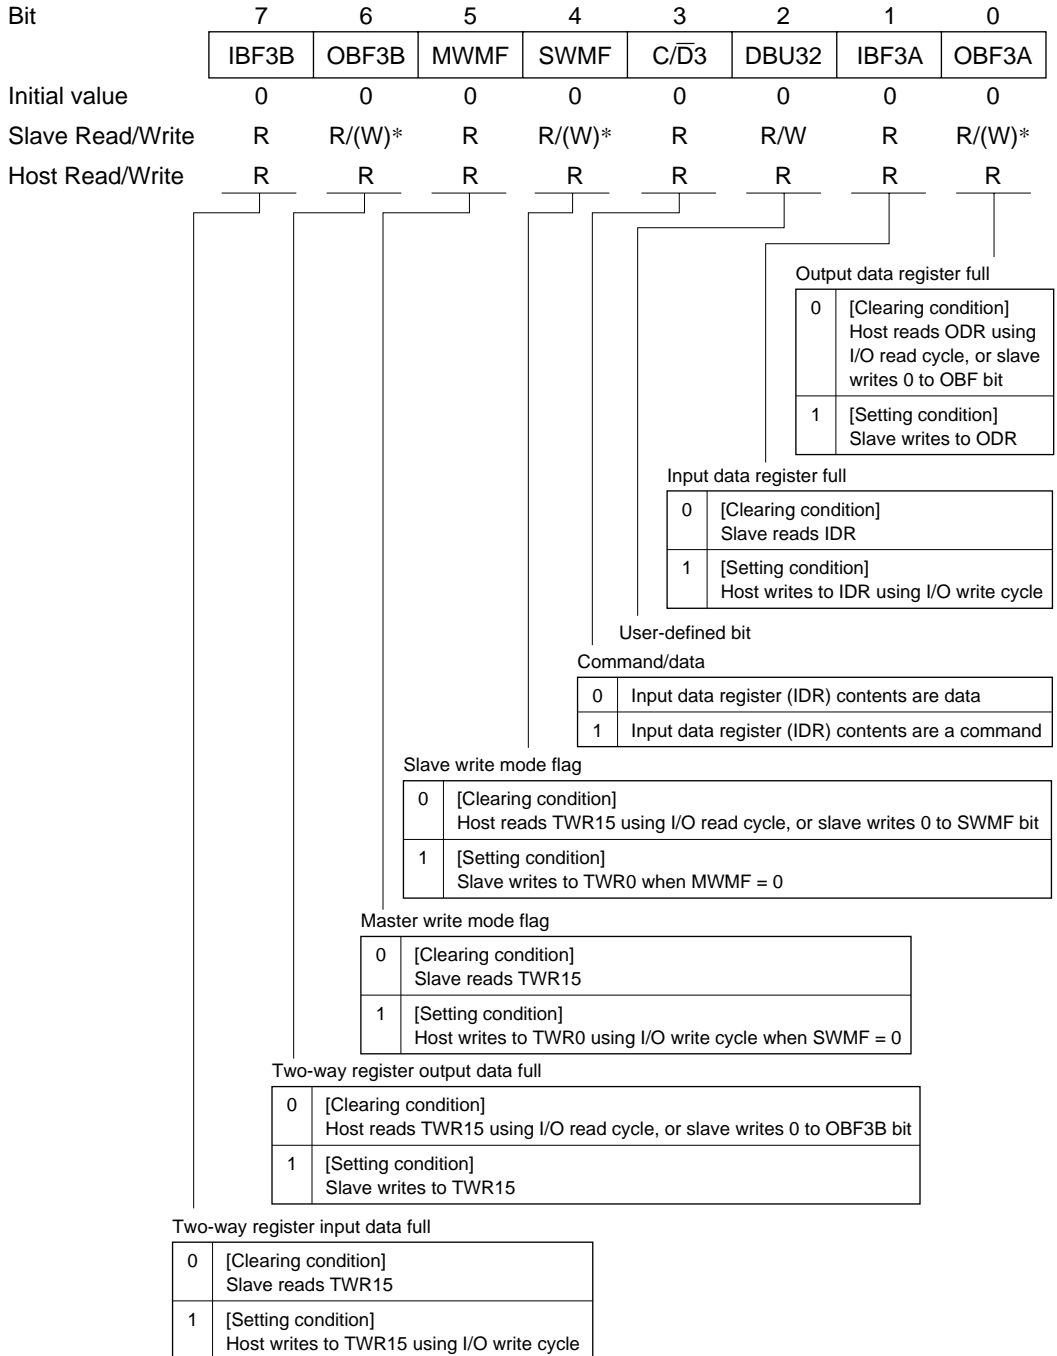 Bit 7 6 5 4 3 2 1 0
IBF3B OBF3B MWMF SWMF C/D̅3 DBU32 IBF3A OBF3A
Initial value 0 0 0 0 0 0 0 0
Slave Read/Write R R/(W)* R R/(W)* R R/W R R/(W)*
Host Read/Write R R R R R R R R
Output data register full
0 [Clearing condition]
Host reads ODR using
I/O read cycle, or slave
writes 0 to OBF bit
1 [Setting condition]
Slave writes to ODR
Input data register full
0 [Clearing condition]
Slave reads IDR
1 [Setting condition]
Host writes to IDR using I/O write cycle
User-defined bit
Command/data
0 Input data register (IDR) contents are data
1 Input data register (IDR) contents are a command
Slave write mode flag
0 [Clearing condition]
Host reads TWR15 using I/O read cycle, or slave writes 0 to SWMF bit
1 [Setting condition]
Slave writes to TWR0 when MWMF = 0
Master write mode flag
0 [Clearing condition]
Slave reads TWR15
1 [Setting condition]
Host writes to TWR0 using I/O write cycle when SWMF = 0
Two-way register output data full
0 [Clearing condition]
Host reads TWR15 using I/O read cycle, or slave writes 0 to OBF3B bit
1 [Setting condition]
Slave writes to TWR15
Two-way register input data full
0 [Clearing condition]
Slave reads TWR15
1 [Setting condition]
Host writes to TWR15 using I/O write cycle